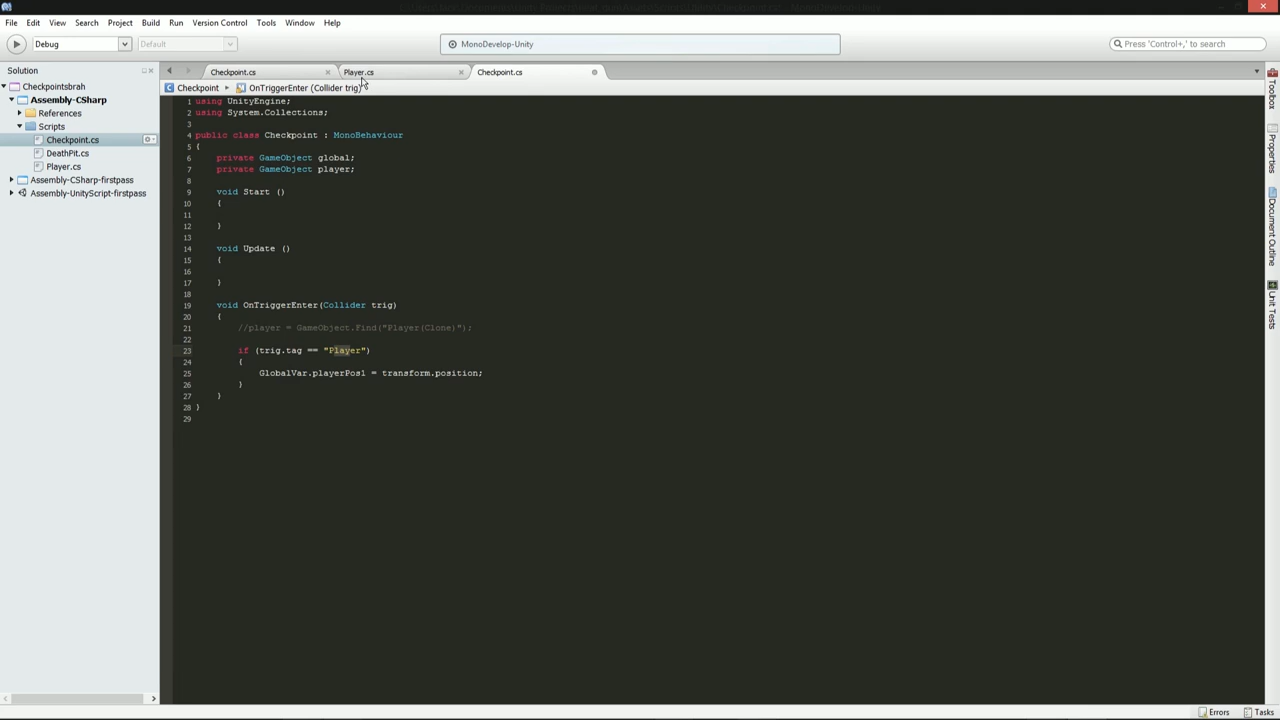 File Edit View Search Project Build Run Version Control Tools Window Help
Debug Default MonoDevelop-Unity Press 'Control+,' to search
Solution
Checkpoint.cs Player.cs Checkpoint.cs
Checkpoint OnTriggerEnter (Collider trig)
Checkpointsbrah
Assembly-CSharp
References
Scripts
Checkpoint.cs
DeathPit.cs
Player.cs
Assembly-CSharp-firstpass
Assembly-UnityScript-firstpass
1 using UnityEngine;
2 using System.Collections;
3
4 public class Checkpoint : MonoBehaviour
5 {
6 private GameObject global;
7 private GameObject player;
8
9 void Start ()
10 {
11
12 }
13
14 void Update ()
15 {
16
17 }
18
19 void OnTriggerEnter(Collider trig)
20 {
21 //player = GameObject.Find("Player(Clone)");
22
23 if (trig.tag == "Player")
24 {
25 GlobalVar.playerPos1 = transform.position;
26 }
27 }
28 }
29
Toolbox
Properties
Document Outline
Unit Tests
Errors Tasks